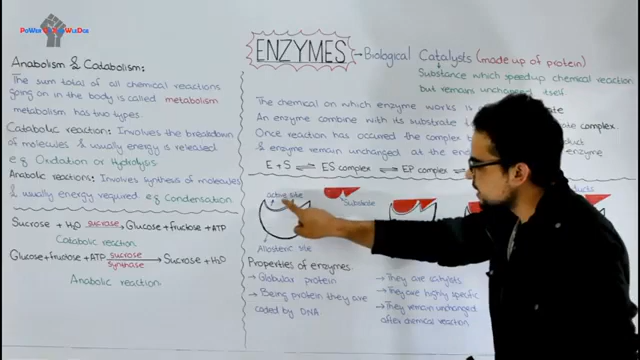 PoWer Of KnoWleDge
Anabolism & Catabolism:
The sum total of all chemical reactions
going on in the body is called metabolism
metabolism has two types.
Catabolic reaction: Involves the breakdown
of molecules & usually energy is released
e.g Oxidation or Hydrolysis
Anabolic reactions: Involves synthesis of molecules
& usually energy required e.g Condensation.
Sucrose + H₂O sucrase Glucose + fructose + ATP
Catabolic reaction.
Glucose + fructose + ATP sucrose synthase Sucrose + H₂O
Anabolic reaction.
ENZYMES → Biological Catalysts (made up of protein)
Substance which speedup chemical reaction
but remains unchanged itself
The chemical on which enzyme works is
An enzyme combine with its substrate t complex.
Once reaction has occurred the complex b duct
& enzyme remain unchanged at the en
E + S ⇌ ES complex ⇌ EP complex
active site
Substrate
ducts
Allosteric site
Properties of enzymes:
→ Globular protein
→ Being protein they are
coded by DNA
→ They are catalysts
→ They are highly specific
→ They remain unchanged
after chemical reaction